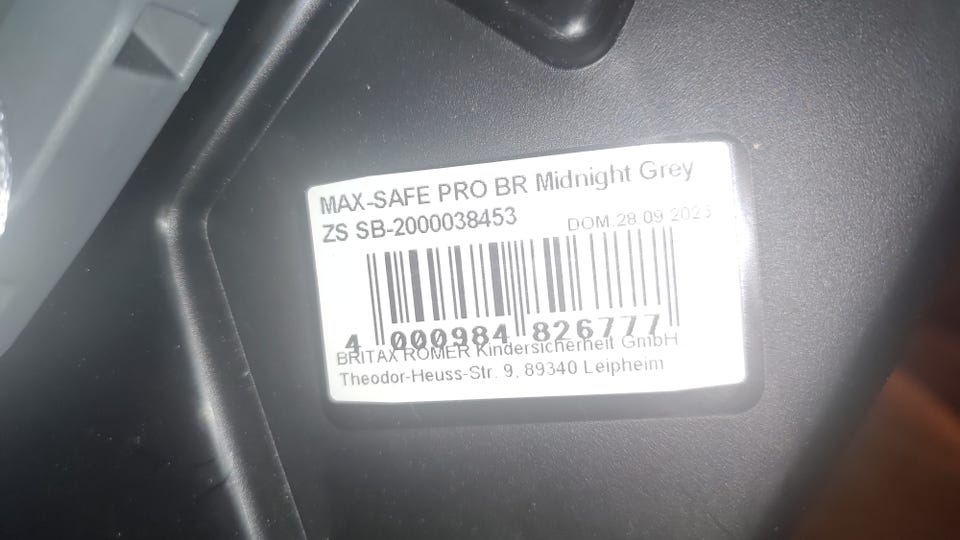 MAX-SAFE PRO BR Midnight Grey
ZS SB-2000038453
DOM.28.09.2023
4 000984 826777
BRITAX RÖMER Kindersicherheit GmbH
Theodor-Heuss-Str. 9, 89340 Leipheim